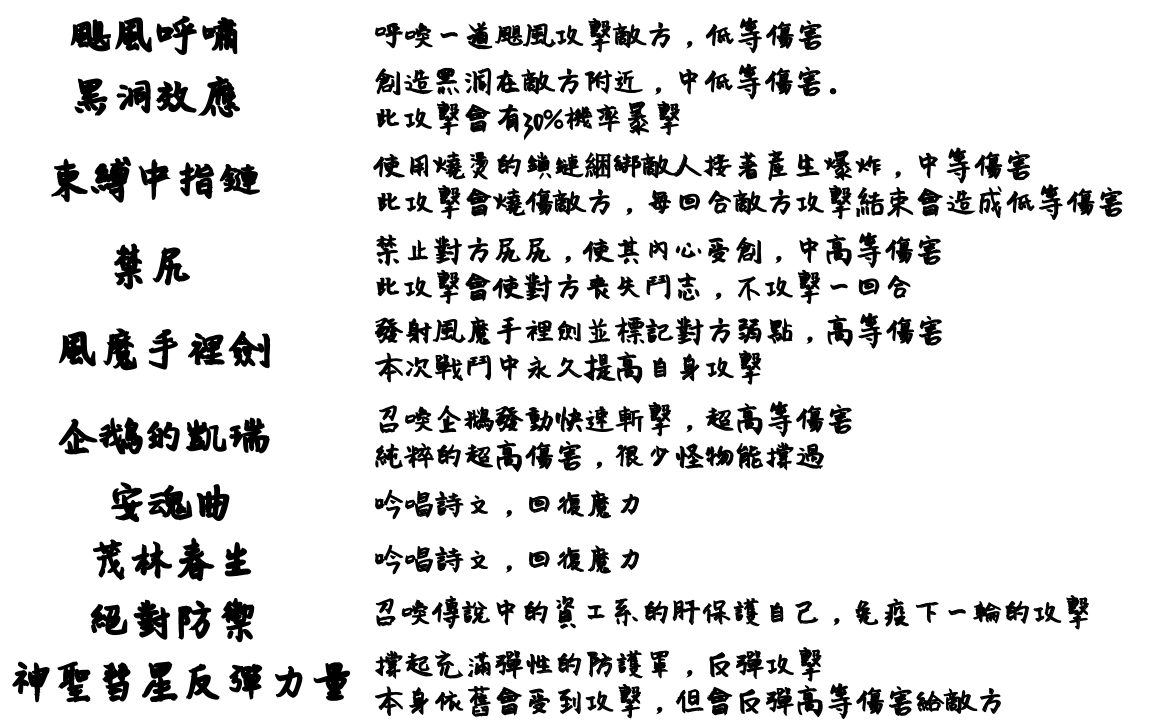 颶風呼嘯
呼喚一道颶風攻擊敵方，低等傷害
黑洞效應
創造黑洞在敵方附近，中低等傷害．
此攻擊會有30%機率暴擊
束縛中指鏈
使用燒燙的鎖鏈綑綁敵人接著產生爆炸，中等傷害
此攻擊會燒傷敵方，每回合敵方攻擊結束會造成低等傷害
禁尻
禁止對方尻尻，使其內心受創，中高等傷害
此攻擊會使對方喪失鬥志，不攻擊一回合
風魔手裡劍
發射風魔手裡劍並標記對方弱點，高等傷害
本次戰鬥中永久提高自身攻擊
企鵝的凱瑞
召喚企鵝發動快速斬擊，超高等傷害
純粹的超高傷害，很少怪物能撐過
安魂曲
吟唱詩文，回復魔力
茂林春生
吟唱詩文，回復魔力
絕對防禦
召喚傳說中的資工系的肝保護自己，免疫下一輪的攻擊
神聖彗星反彈力量
撐起充滿彈性的防護罩，反彈攻擊
本身依舊會受到攻擊，但會反彈高等傷害給敵方